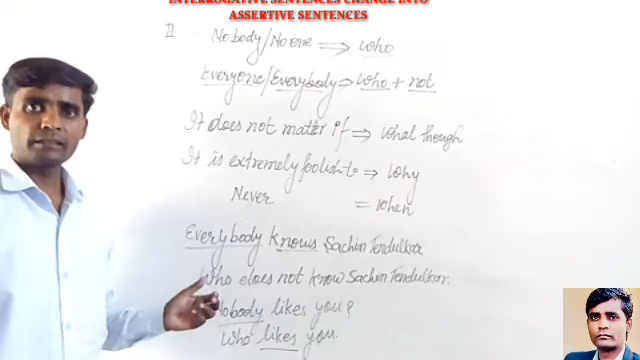 INTERROGATIVE SENTENCES CHANGE INTO
ASSERTIVE SENTENCES
II Nobody/No one ⇒ who
Everyone/Everybody ⇒ who + not
It does not matter if ⇒ what though
It is extremely foolish to ⇒ why
Never = when
Everybody knows Sachin Tendulkar
Who does not know Sachin Tendulkar.
Nobody likes you?
Who likes you.